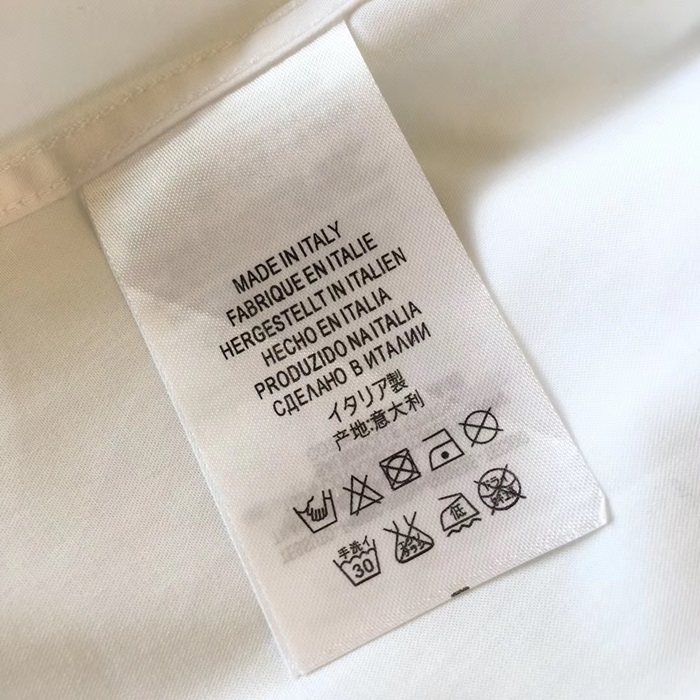 MADE IN ITALY
FABRIQUE EN ITALIE
HERGESTELLT IN ITALIEN
HECHO EN ITALIA
PRODUZIDO NA ITALIA
СДЕЛАНО В ИТАЛИИ
イタリア製
产地:意大利
手洗イ 30 低